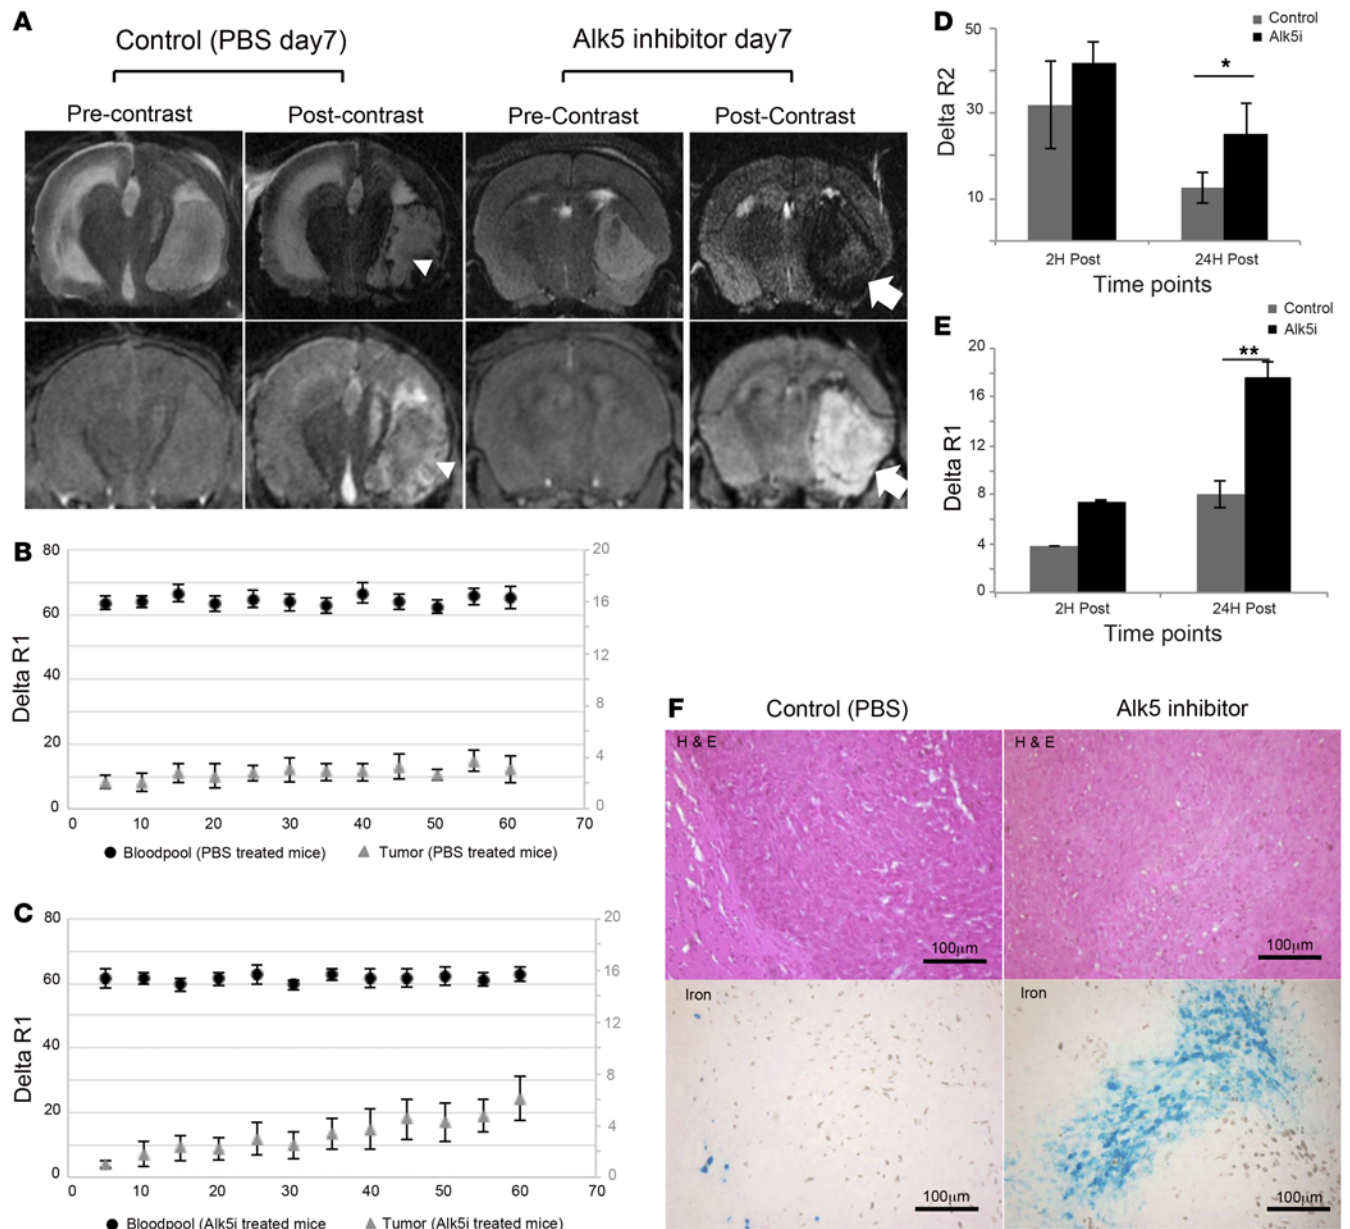 A
Control (PBS day7)
Alk5 inhibitor day7
Pre-contrast
Post-contrast
Pre-Contrast
Post-Contrast
B
80
60
40
20
0
Delta R1
20
16
12
8
4
0
0 10 20 30 40 50 60 70
Bloodpool (PBS treated mice)
Tumor (PBS treated mice)
C
80
60
40
20
0
Delta R1
20
16
12
8
4
0
0 10 20 30 40 50 60 70
Bloodpool (Alk5i treated mice
Tumor (Alk5i treated mice)
D
Control
Alk5i
50
30
10
Delta R2
*
2H Post
24H Post
Time points
E
Control
Alk5i
20
16
12
8
4
0
Delta R1
**
2H Post
24H Post
Time points
F
Control (PBS)
Alk5 inhibitor
H & E
100μm
H & E
100μm
Iron
100μm
Iron
100μm